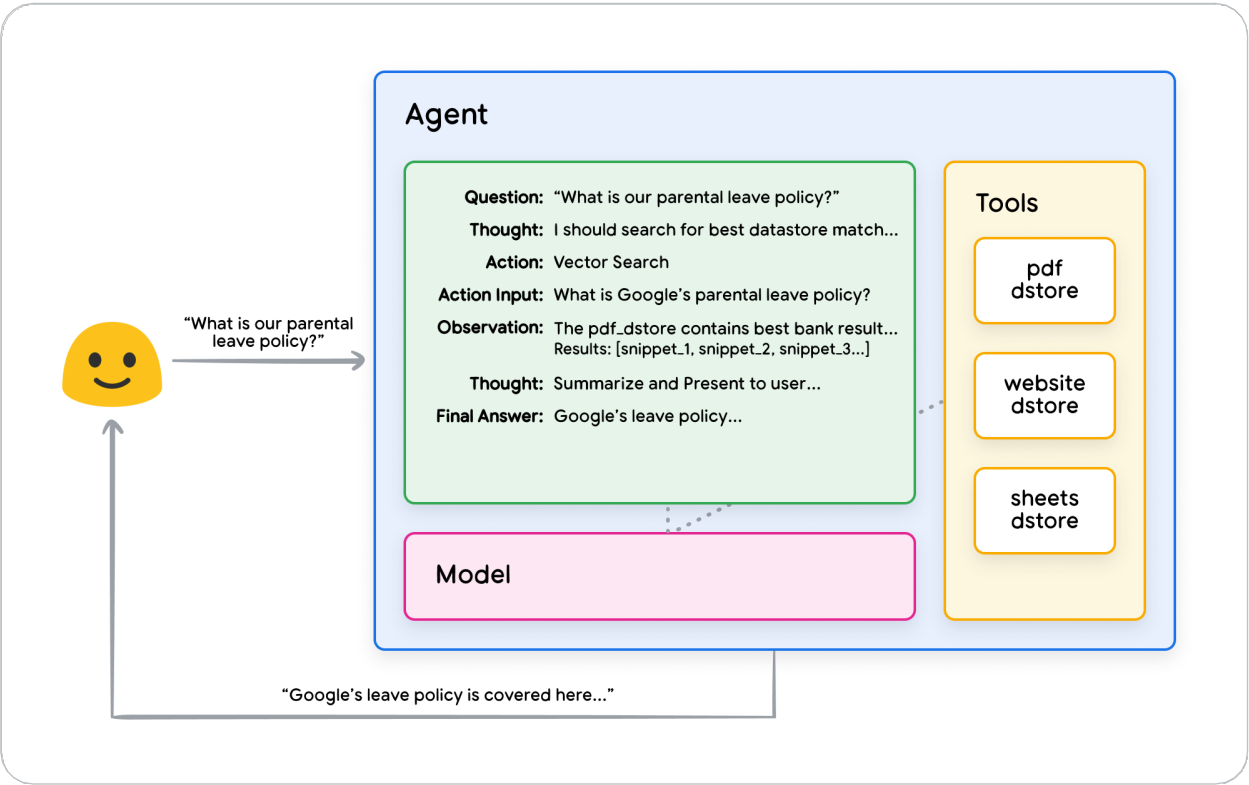 Agent
Question: “What is our parental leave policy?”
Thought: I should search for best datastore match...
Action: Vector Search
Action Input: What is Google’s parental leave policy?
Observation: The pdf_dstore contains best bank result...
Results: [snippet_1, snippet_2, snippet_3...]
Thought: Summarize and Present to user...
Final Answer: Google’s leave policy...
Tools
pdf
dstore
website
dstore
sheets
dstore
“What is our parental
leave policy?”
Model
“Google’s leave policy is covered here...”